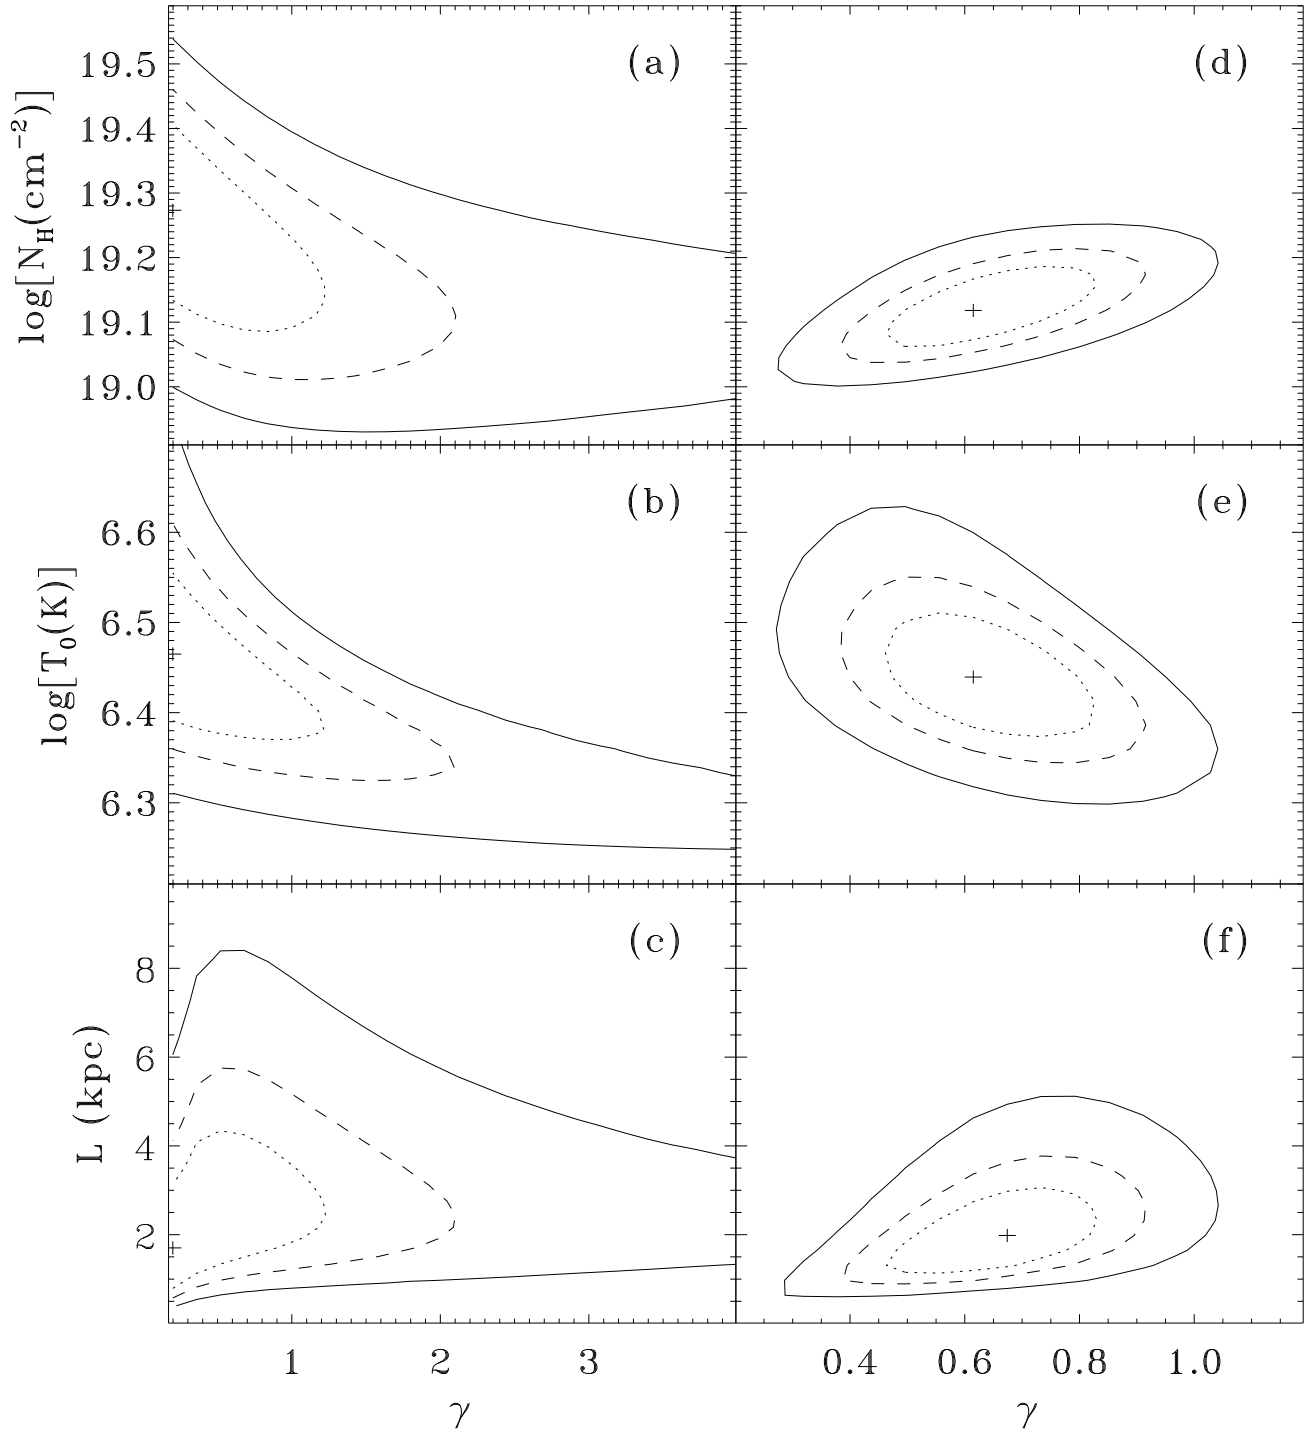 (a)
(d)
19.5
19.4
19.3
19.2
19.1
19.0
log[N_H(cm^−2)]
(b)
(e)
6.6
6.5
6.4
6.3
log[T_0(K)]
(c)
(f)
8
6
4
2
L (kpc)
1 2 3
0.4 0.6 0.8 1.0
γ
γ